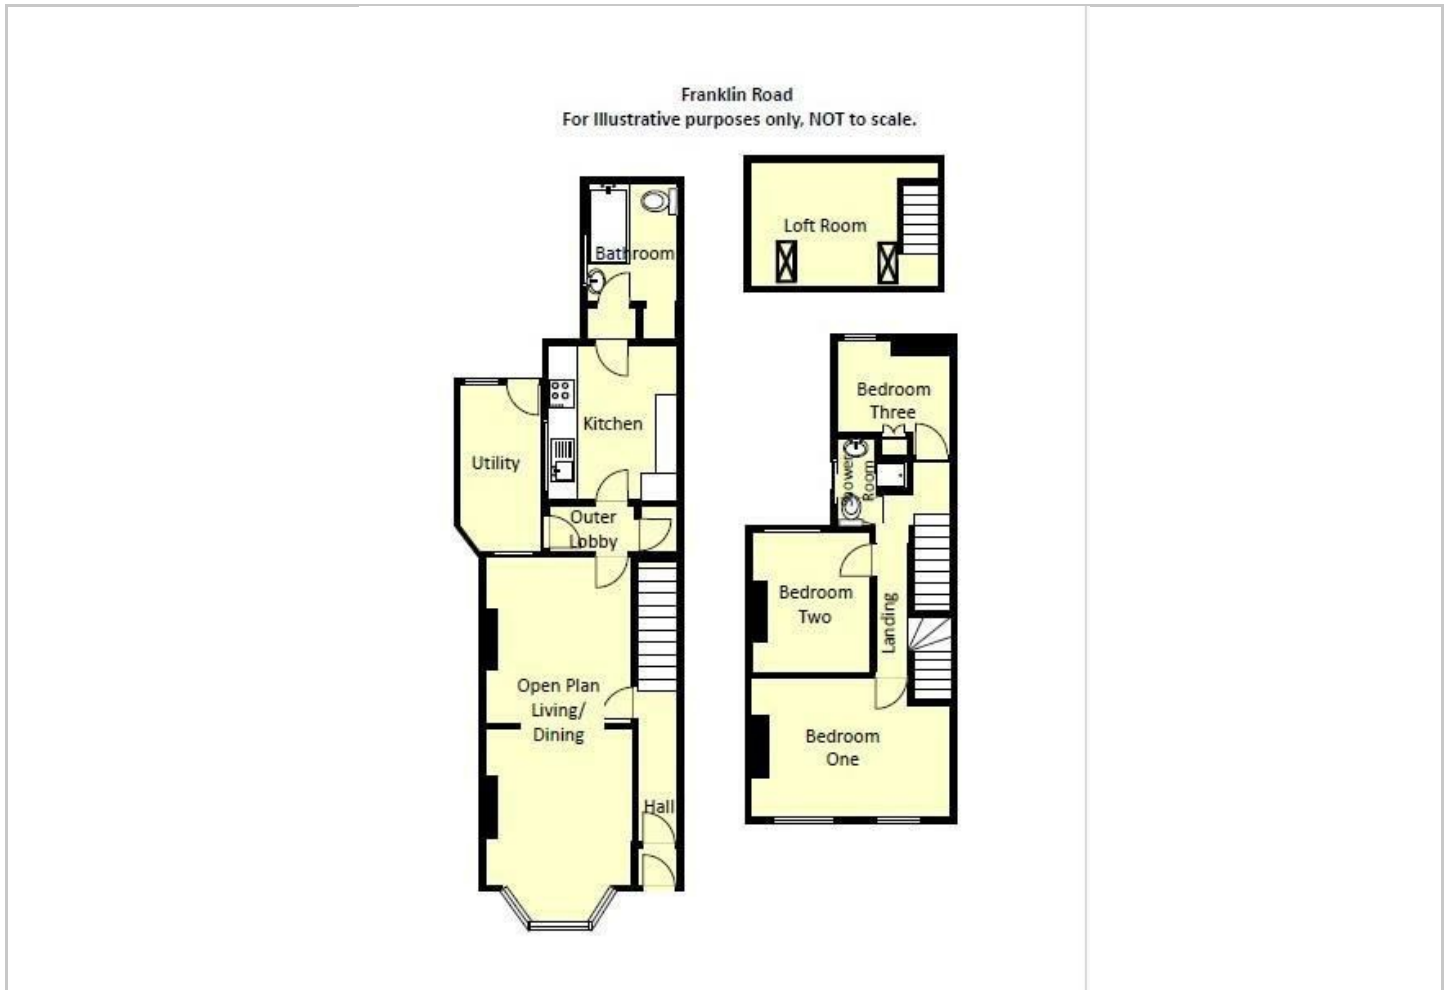 Franklin Road
For Illustrative purposes only, NOT to scale.
Loft Room
Bathroom
Kitchen
Utility
Outer
Lobby
Open Plan
Living/
Dining
Hall
Bedroom
Three
Room
Bedroom
Two
Landing
Bedroom
One